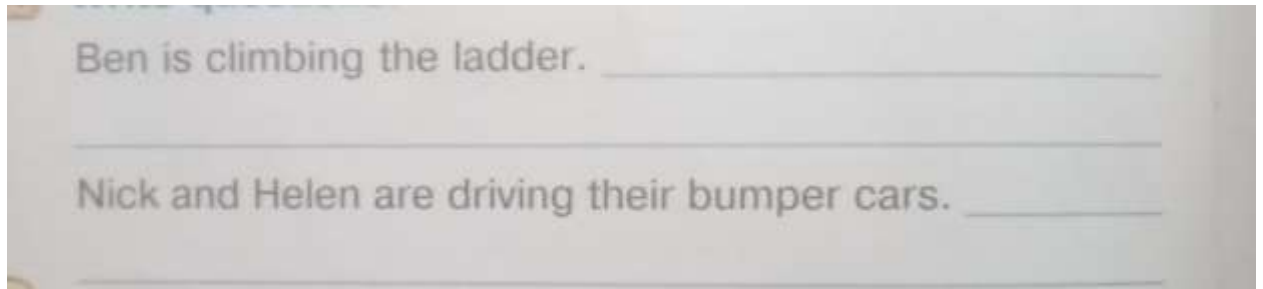 Ben is climbing the ladder.
Nick and Helen are driving their bumper cars.